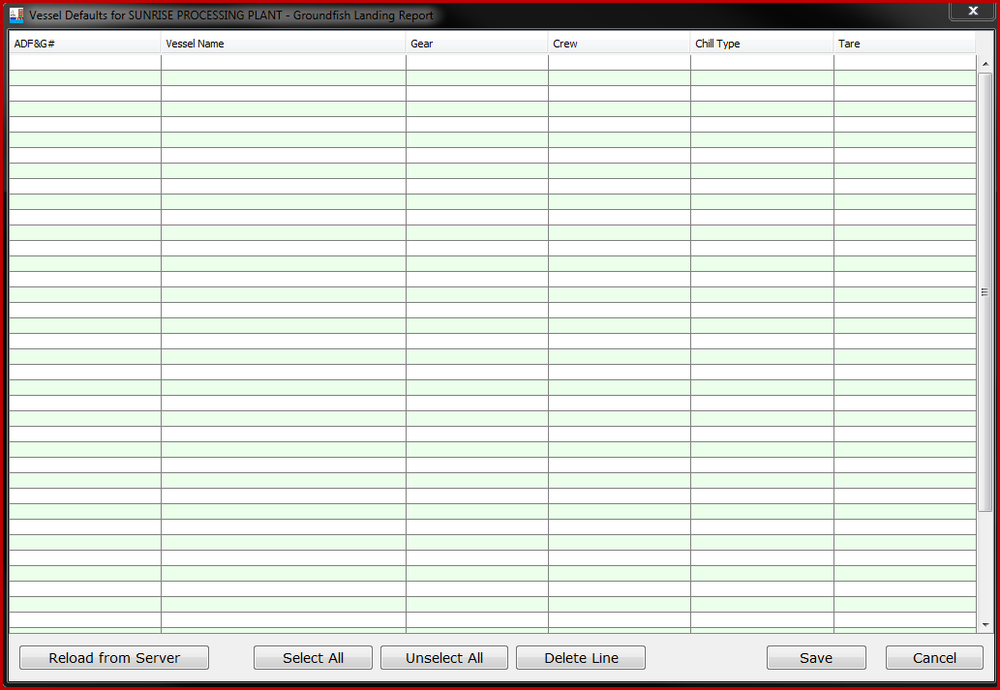 Vessel Defaults for SUNRISE PROCESSING PLANT - Groundfish Landing Report
ADF&G# Vessel Name Gear Crew Chill Type Tare
Reload from Server Select All Unselect All Delete Line Save Cancel